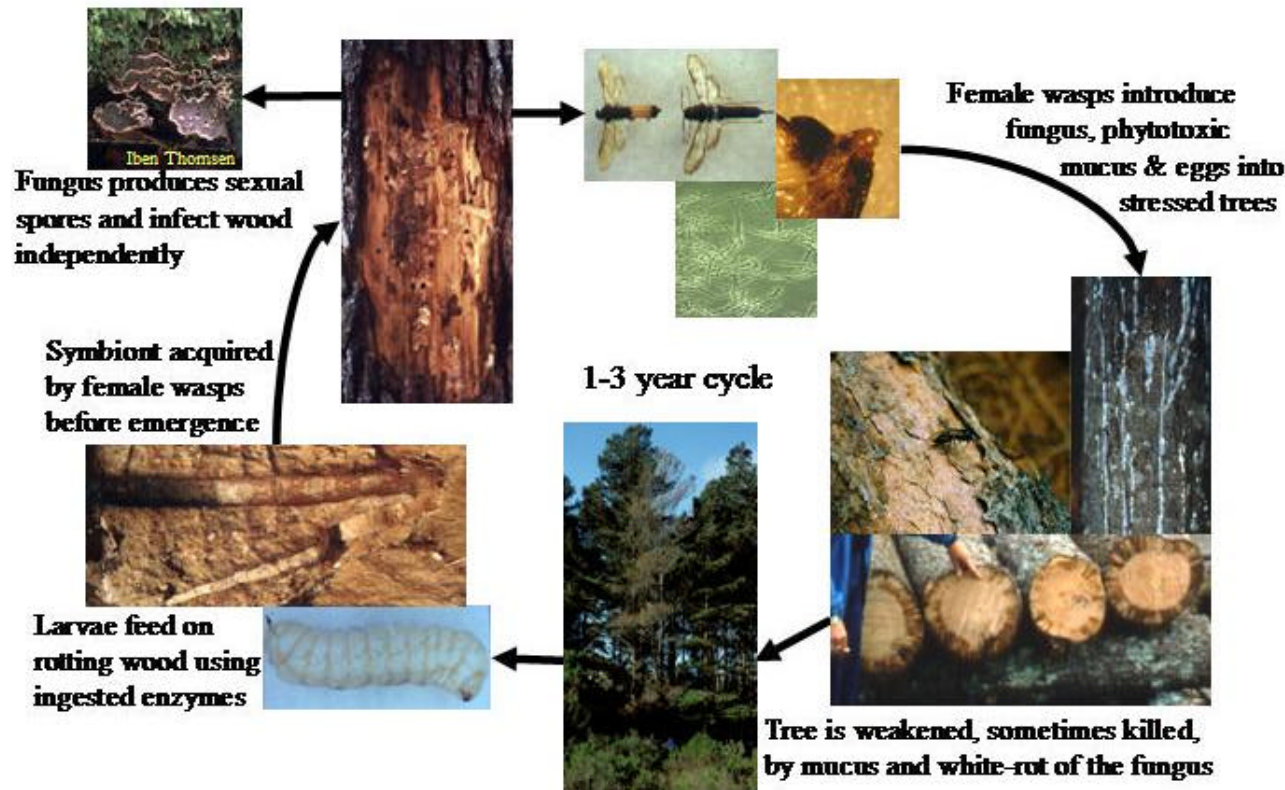 Iben Thomsen
Fungus produces sexual
spores and infect wood
independently
Female wasps introduce
fungus, phytotoxic
mucus & eggs into
stressed trees
Symbiont acquired
by female wasps
before emergence
1-3 year cycle
Larvae feed on
rotting wood using
ingested enzymes
Tree is weakened, sometimes killed,
by mucus and white-rot of the fungus